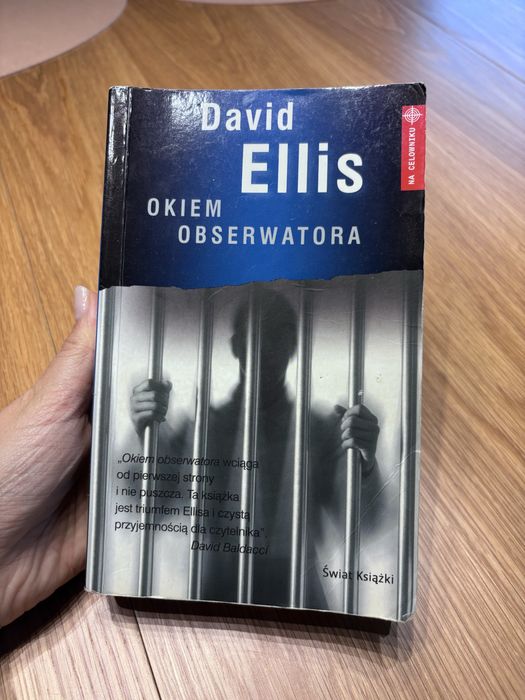 David
Ellis
OKIEM
OBSERWATORA
NA CELOWNIKU
„Okiem obserwatora wciąga
od pierwszej strony
i nie puszcza. Ta książka
jest triumfem Ellisa i czystą
przyjemnością dla czytelnika”.
David Baldacci
Świat Książki